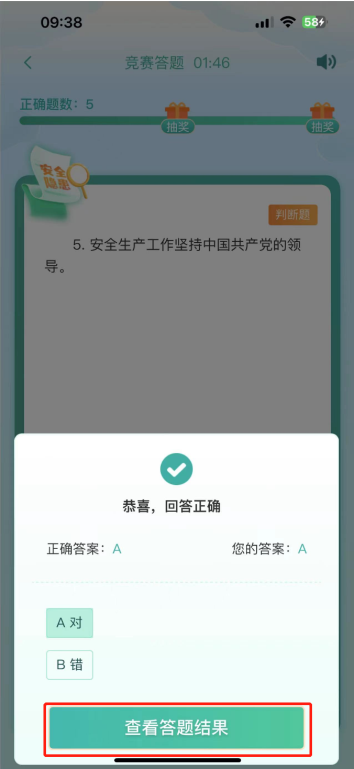 09:38
58
竞赛答题 01:46
正确题数：5
抽奖
抽奖
安全
隐患
判断题
5. 安全生产工作坚持中国共产党的领
导。
恭喜，回答正确
正确答案：A
您的答案：A
A 对
B 错
查看答题结果